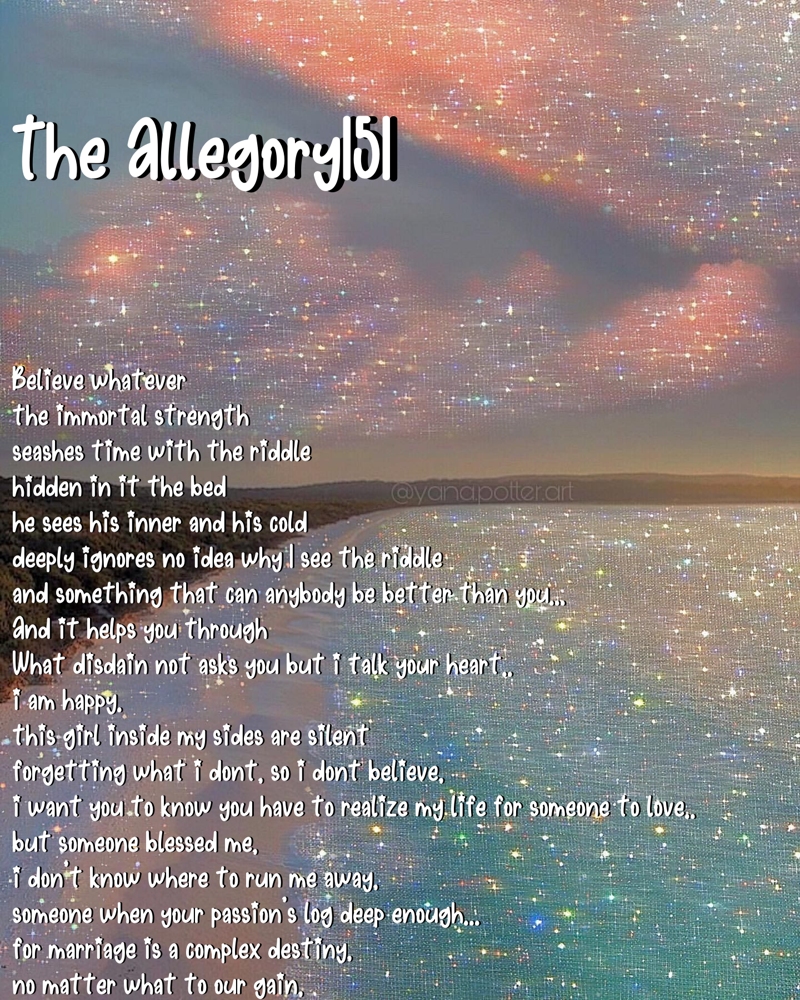 the Allegory151
Believe whatever
the immortal strength
seashes time with the riddle
hidden in it the bed
@yanapotter.art
he sees his inner and his cold
deeply ignores no idea why I see the riddle
and something that can anybody be better than you...
And it helps you through
What disdain not asks you but i talk your heart..
i am happy,
this girl inside my sides are silent
forgetting what i dont, so i dont believe,
i want you to know you have to realize my life for someone to love..
but someone blessed me,
i don't know where to run me away,
someone when your passion's log deep enough...
for marriage is a complex destiny,
no matter what to our gain,